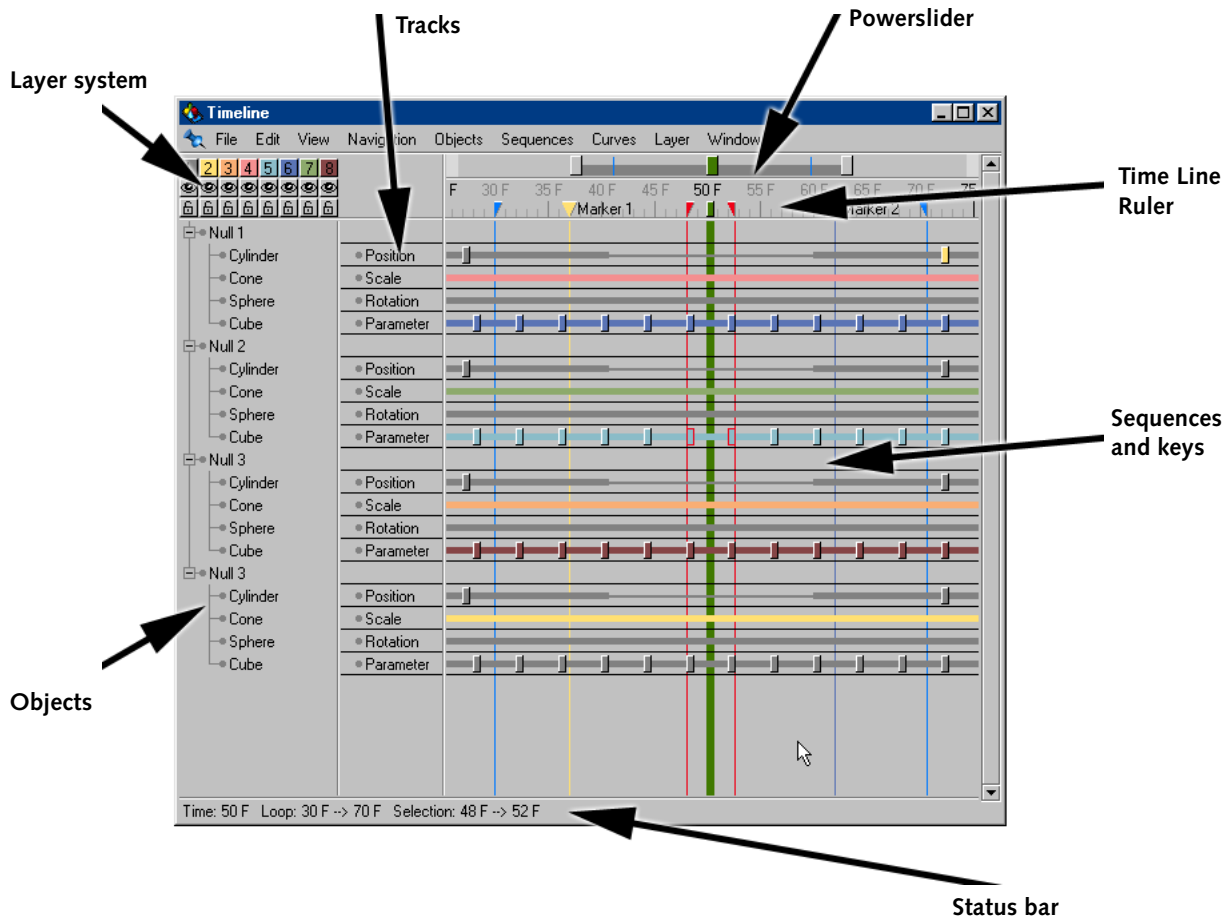 Tracks
Powerslider
Layer system
Timeline
File Edit View Navigation Objects Sequences Curves Layer Window
2 3 4 5 6 7 8
F 30 F 35 F 40 F 45 F 50 F 55 F 60 F 65 F 70 F 75
Marker 1 Marker 2
Time Line
Ruler
Null 1
Cylinder Position
Cone Scale
Sphere Rotation
Cube Parameter
Null 2
Cylinder Position
Cone Scale
Sphere Rotation
Cube Parameter
Sequences
and keys
Null 3
Cylinder Position
Cone Scale
Sphere Rotation
Cube Parameter
Null 3
Cylinder Position
Cone Scale
Sphere Rotation
Cube Parameter
Objects
Time: 50 F Loop: 30 F --> 70 F Selection: 48 F --> 52 F
Status bar